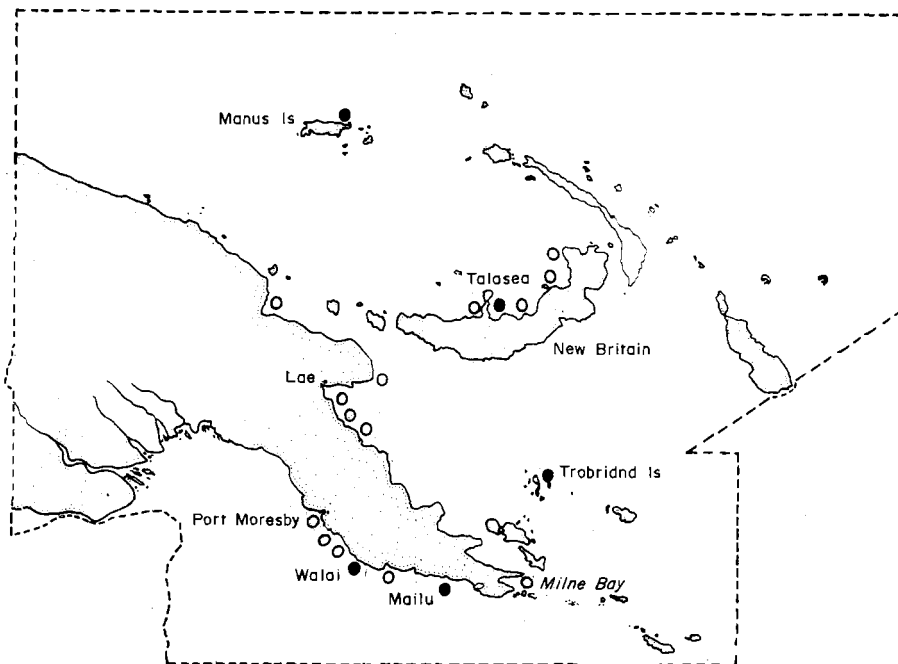 Manus Is
Talasea
New Britain
Lae
Trobridnd Is
Port Moresby
Walai
Milne Bay
Mailu